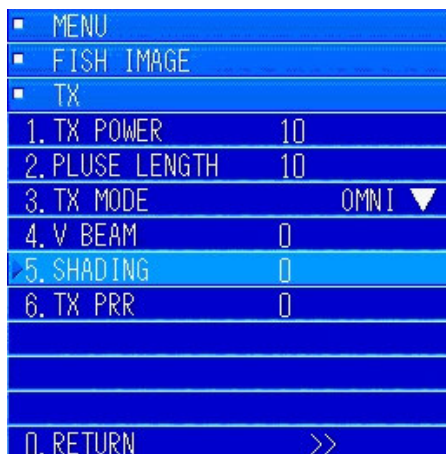 MENU
FISH IMAGE
TX
1. TX POWER 10
2. PLUSE LENGTH 10
3. TX MODE OMNI ▼
4. V BEAM 0
5. SHADING 0
6. TX PRR 0
0. RETURN >>